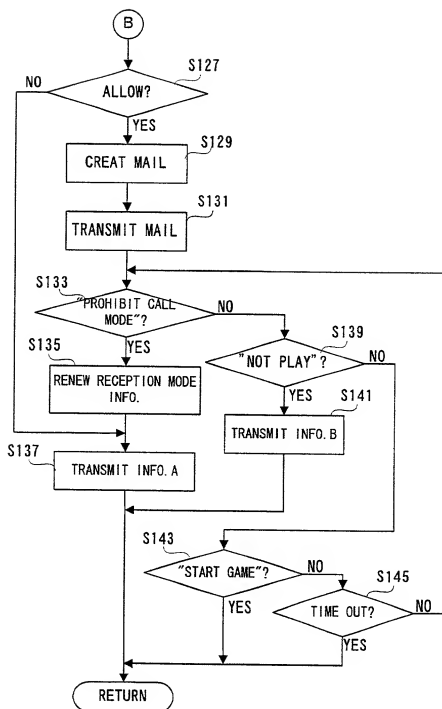 B
S127
NO
ALLOW?
YES
S129
CREAT MAIL
S131
TRANSMIT MAIL
S133
"PROHIBIT CALL
MODE"?
NO
YES
S139
S135
"NOT PLAY"?
NO
RENEW RECEPTION MODE
INFO.
YES
S141
TRANSMIT INFO.B
S137
TRANSMIT INFO.A
S143
"START GAME"?
NO
S145
YES
TIME OUT?
NO
YES
RETURN